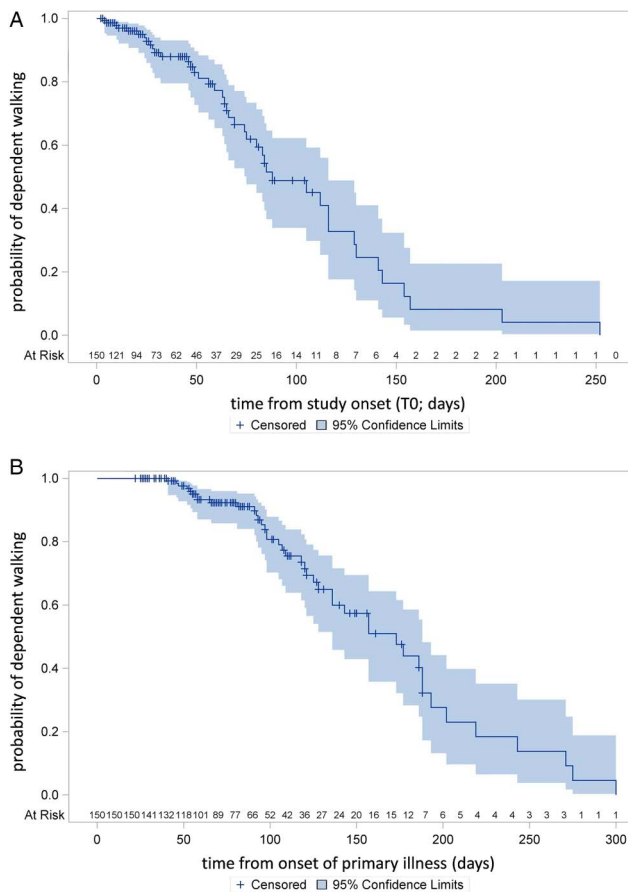 A
1.0
0.8
0.6
0.4
0.2
0.0
probability of dependent walking
At Risk 150 121 94 73 62 46 37 29 25 16 14 11 8 7 6 4 2 2 2 2 1 1 1 1 1 0
0 50 100 150 200 250
time from study onset (T0; days)
Censored 95% Confidence Limits
B
1.0
0.8
0.6
0.4
0.2
0.0
probability of dependent walking
At Risk 150 150 150 141 132 118 101 89 77 66 52 42 36 27 24 20 16 15 12 7 6 5 4 4 4 3 3 3 1 1 1
0 50 100 150 200 250 300
time from onset of primary illness (days)
Censored 95% Confidence Limits